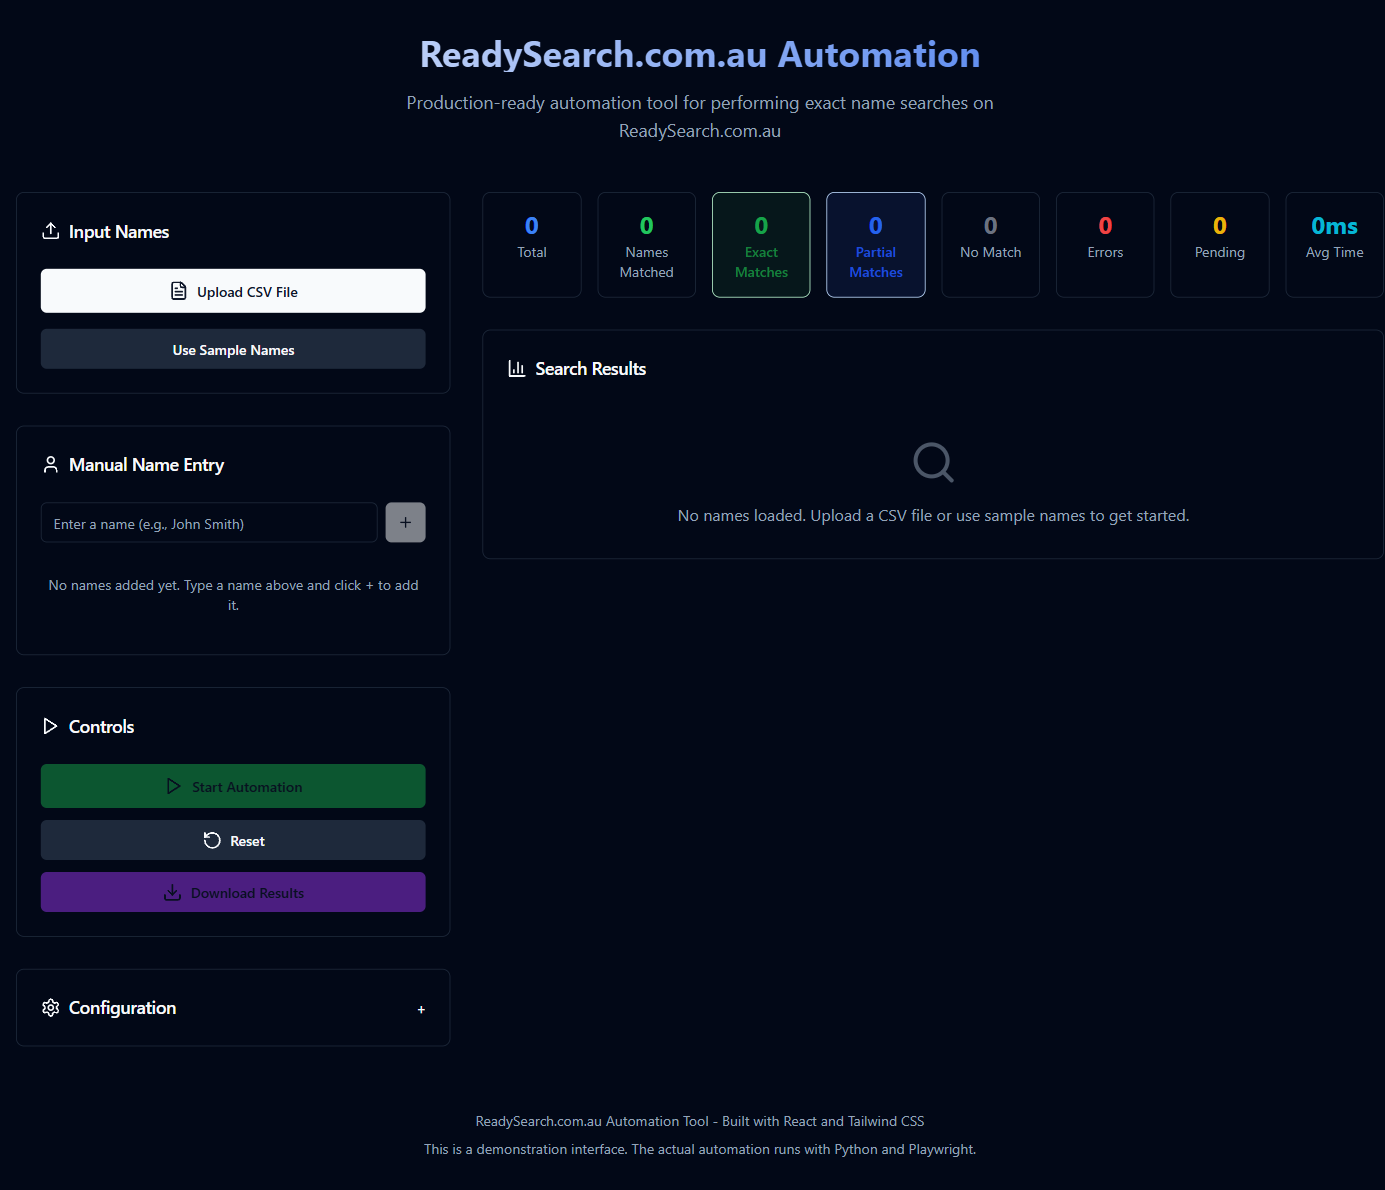 ReadySearch.com.au Automation
Production-ready automation tool for performing exact name searches on
ReadySearch.com.au
Input Names
Upload CSV File
Use Sample Names
Manual Name Entry
Enter a name (e.g., John Smith)
+
No names added yet. Type a name above and click + to add
it.
Controls
Start Automation
Reset
Download Results
Configuration
+
0
Total
0
Names
Matched
0
Exact
Matches
0
Partial
Matches
0
No Match
0
Errors
0
Pending
0ms
Avg Time
Search Results
No names loaded. Upload a CSV file or use sample names to get started.
ReadySearch.com.au Automation Tool - Built with React and Tailwind CSS
This is a demonstration interface. The actual automation runs with Python and Playwright.